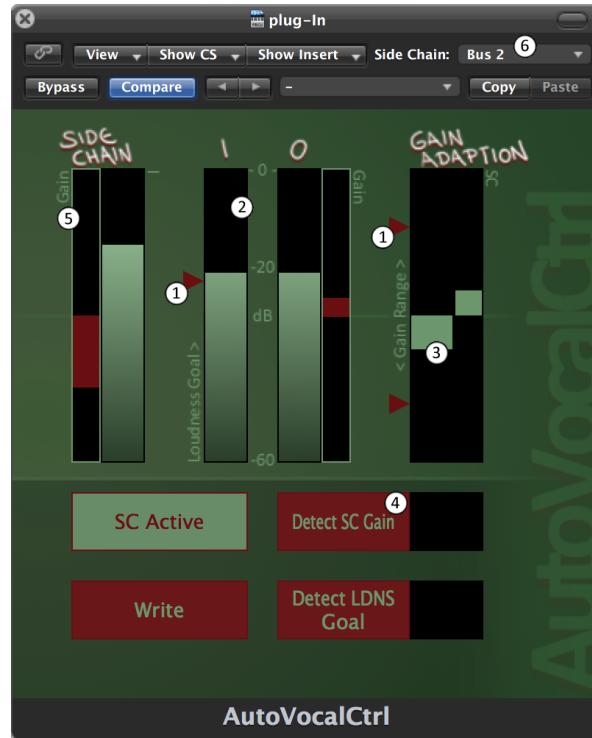 plug-In
View Show CS Show Insert Side Chain: Bus 2 6
Bypass Compare - Copy Paste
SIDE CHAIN
I
O
GAIN ADAPTION
Gain
5
2
0
Gain
SC
1
1
-20
dB
-60
Loudness Goal >
< Gain Range >
3
SC Active
Detect SC Gain
4
Write
Detect LDNS
Goal
AutoVocalCtrl
AutoVocalCtrl